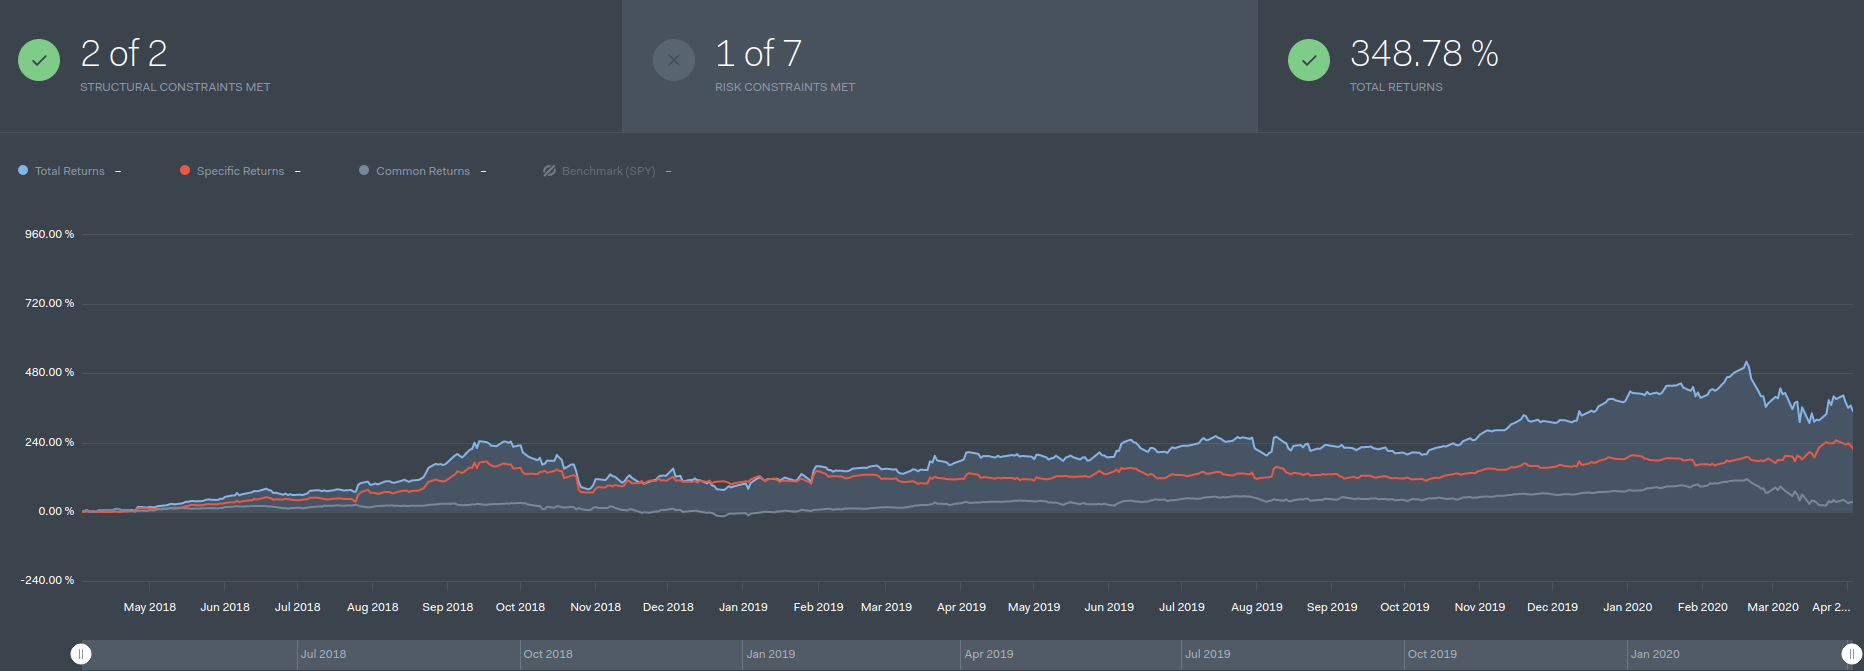 2 of 2
STRUCTURAL CONSTRAINTS MET
1 of 7
RISK CONSTRAINTS MET
348.78 %
TOTAL RETURNS
Total Returns – Specific Returns – Common Returns – Benchmark (SPY) –
960.00 %
720.00 %
480.00 %
240.00 %
0.00 %
-240.00 %
May 2018 Jun 2018 Jul 2018 Aug 2018 Sep 2018 Oct 2018 Nov 2018 Dec 2018 Jan 2019 Feb 2019 Mar 2019 Apr 2019 May 2019 Jun 2019 Jul 2019 Aug 2019 Sep 2019 Oct 2019 Nov 2019 Dec 2019 Jan 2020 Feb 2020 Mar 2020 Apr 2...
Jul 2018 Oct 2018 Jan 2019 Apr 2019 Jul 2019 Oct 2019 Jan 2020